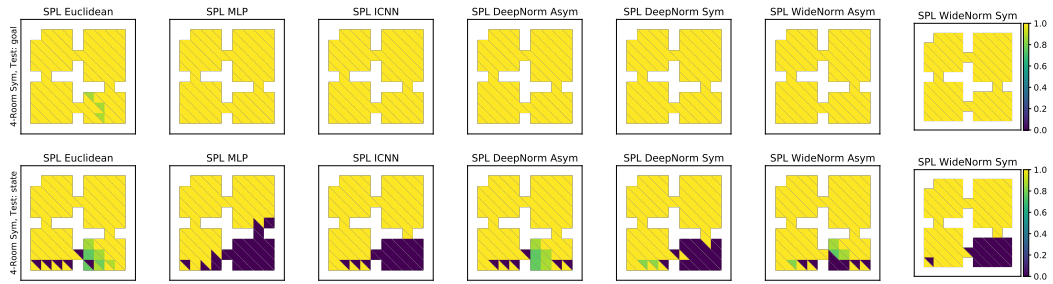 SPL Euclidean
SPL MLP
SPL ICNN
SPL DeepNorm Asym
SPL DeepNorm Sym
SPL WideNorm Asym
SPL WideNorm Sym
4-Room Sym, Test: goal
1.0
0.8
0.6
0.4
0.2
0.0
SPL Euclidean
SPL MLP
SPL ICNN
SPL DeepNorm Asym
SPL DeepNorm Sym
SPL WideNorm Asym
SPL WideNorm Sym
4-Room Sym, Test: state
1.0
0.8
0.6
0.4
0.2
0.0